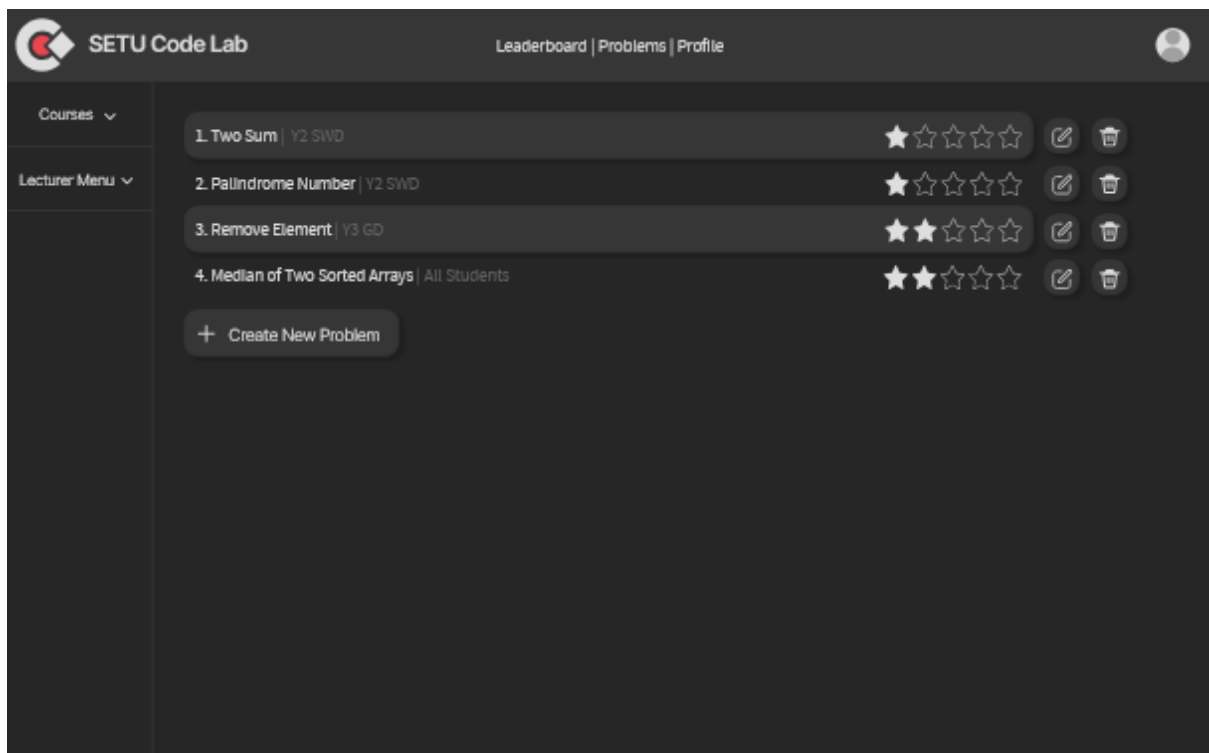 SETU Code Lab
Leaderboard | Problems | Profile
Courses
Lecturer Menu
1. Two Sum | Y2 SWD
2. Palindrome Number | Y2 SWD
3. Remove Element | Y3 GD
4. Median of Two Sorted Arrays | All Students
+ Create New Problem